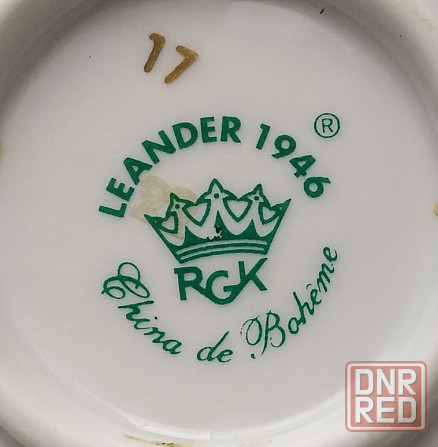 17
LEANDER 1946 ®
RGK
China de Bohême
DNR
RED